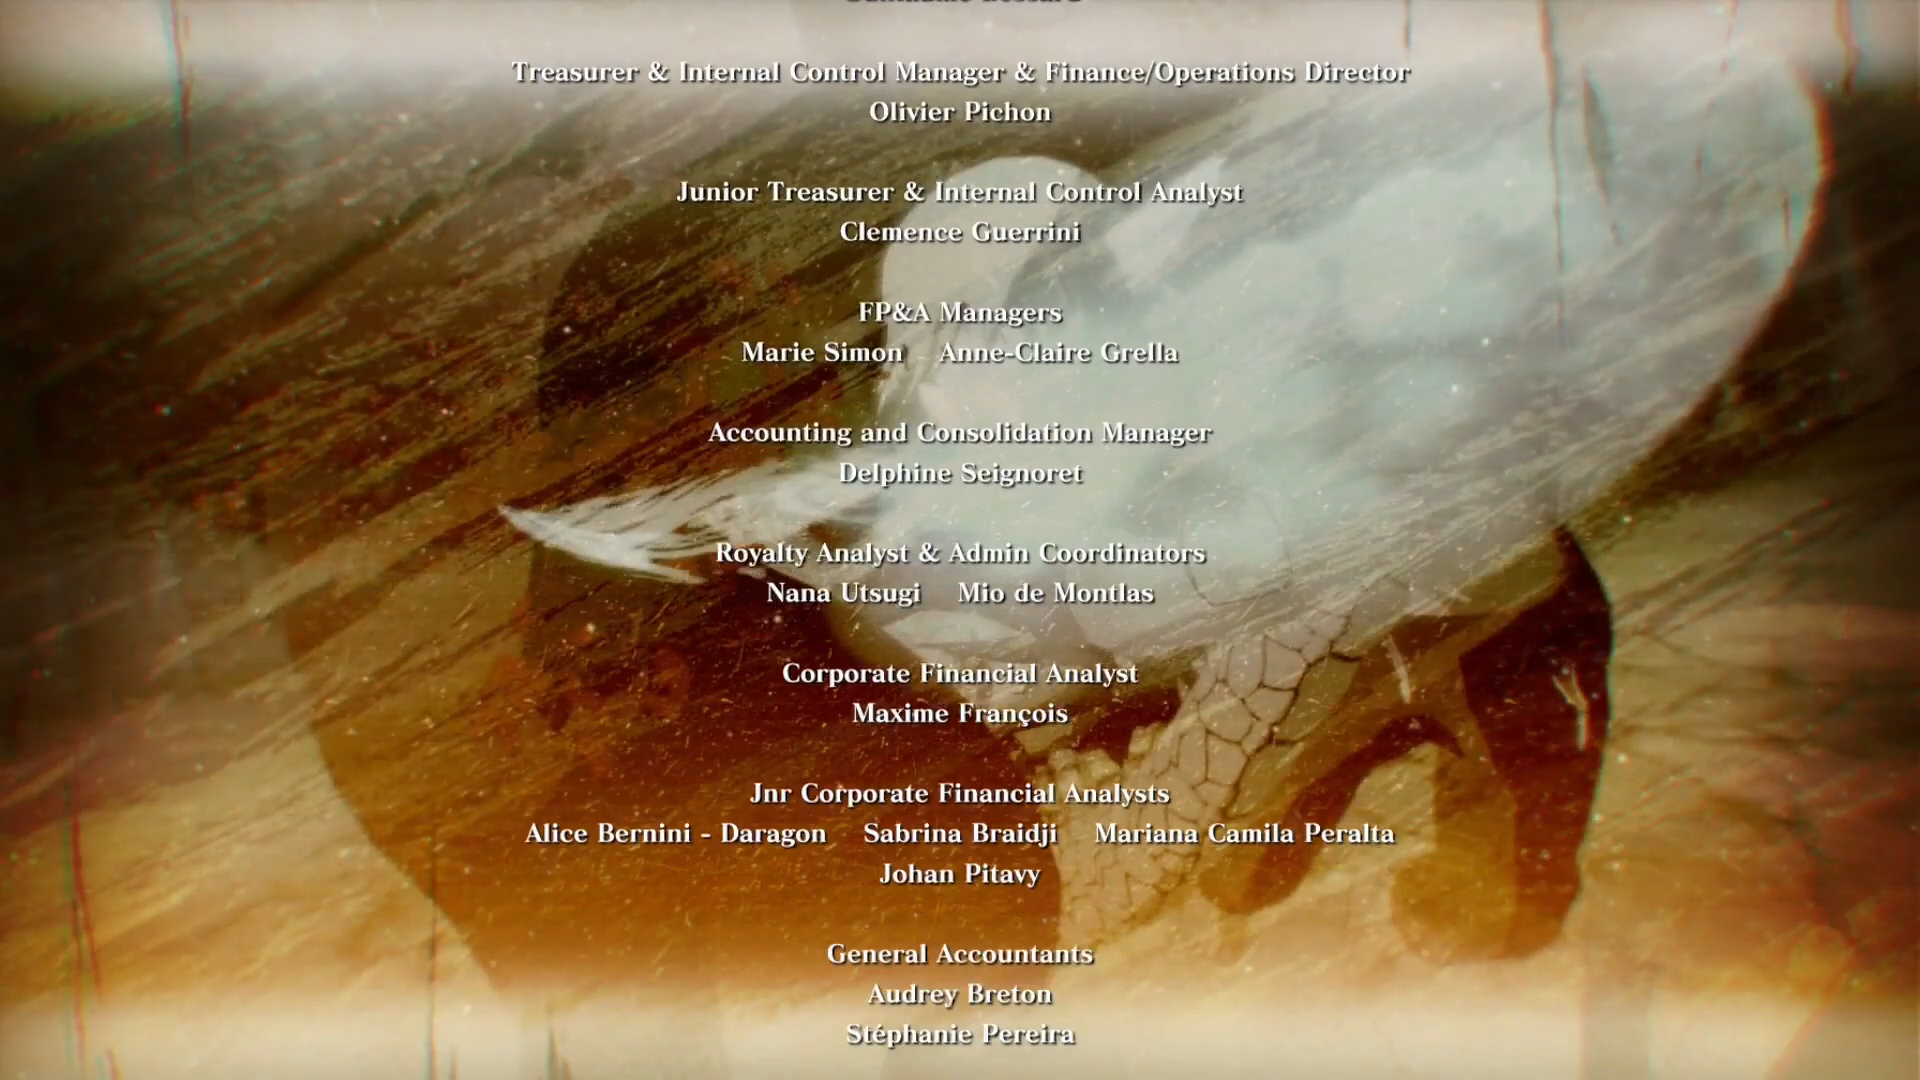 Treasurer & Internal Control Manager & Finance/Operations Director
Olivier Pichon
Junior Treasurer & Internal Control Analyst
Clemence Guerrini
FP&A Managers
Marie Simon Anne-Claire Grella
Accounting and Consolidation Manager
Delphine Seignoret
Royalty Analyst & Admin Coordinators
Nana Utsugi Mio de Montlas
Corporate Financial Analyst
Maxime François
Jnr Corporate Financial Analysts
Alice Bernini - Daragon Sabrina Braidji Mariana Camila Peralta
Johan Pitavy
General Accountants
Audrey Breton
Stéphanie Pereira